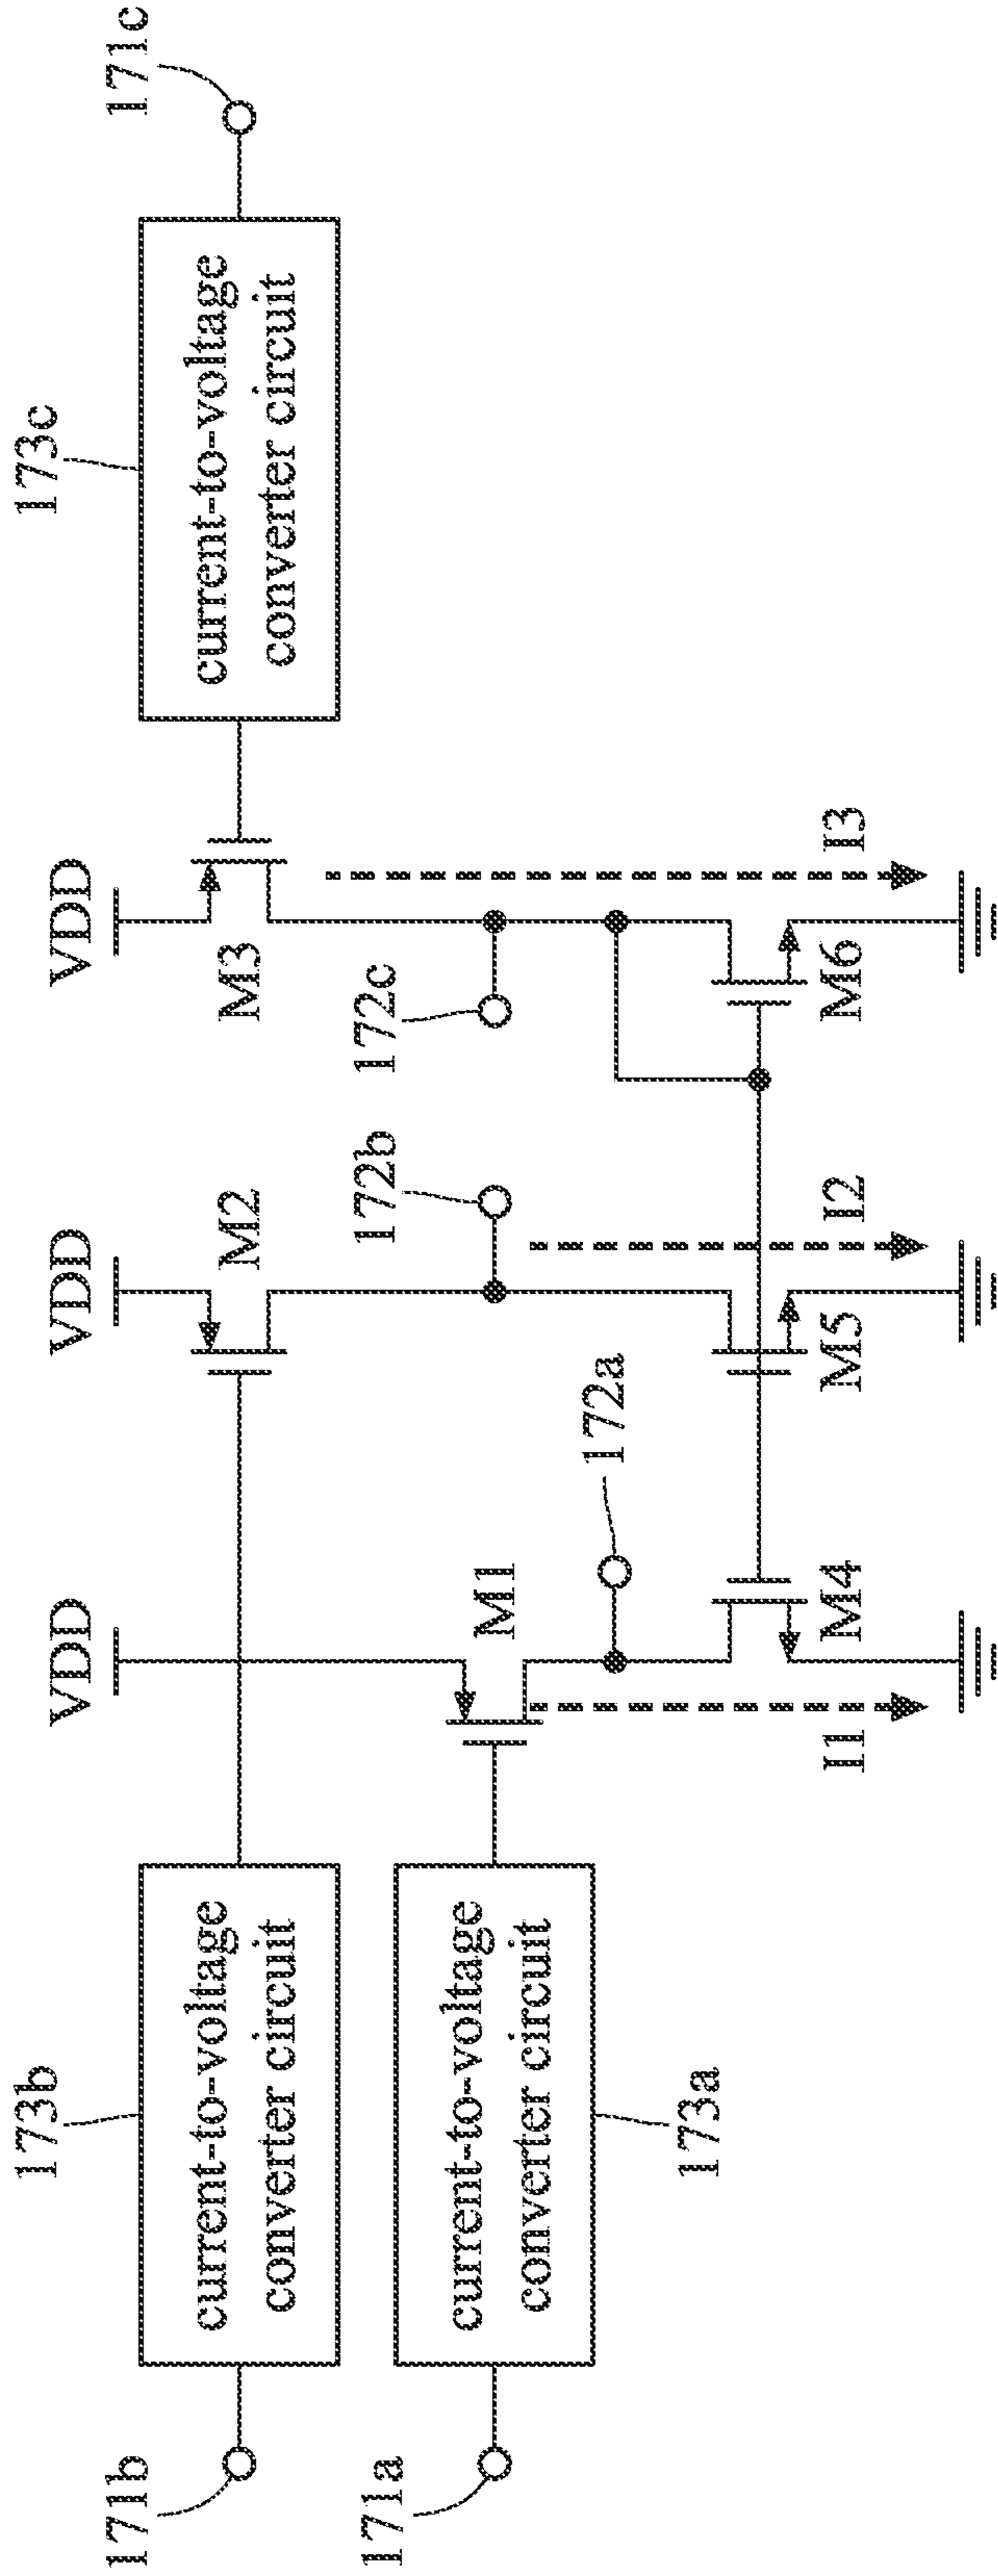 173b
173c
171b
current-to-voltage
converter circuit
VDD
VDD
VDD
current-to-voltage
converter circuit
171c
M2
M3
171a
current-to-voltage
converter circuit
M1
172b
172c
172a
173a
I1
M4
M5
I2
M6
I3